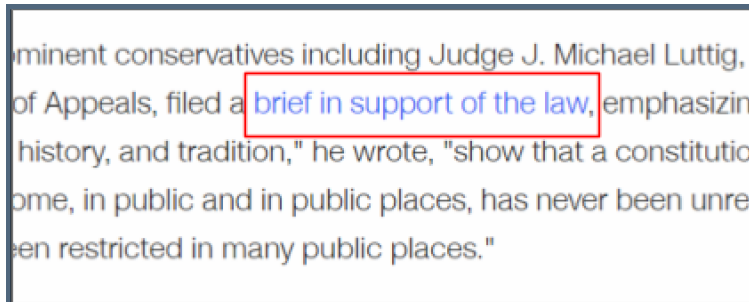 ominent conservatives including Judge J. Michael Luttig,
of Appeals, filed a brief in support of the law, emphasizin
history, and tradition," he wrote, "show that a constitutio
ome, in public and in public places, has never been unre
en restricted in many public places."